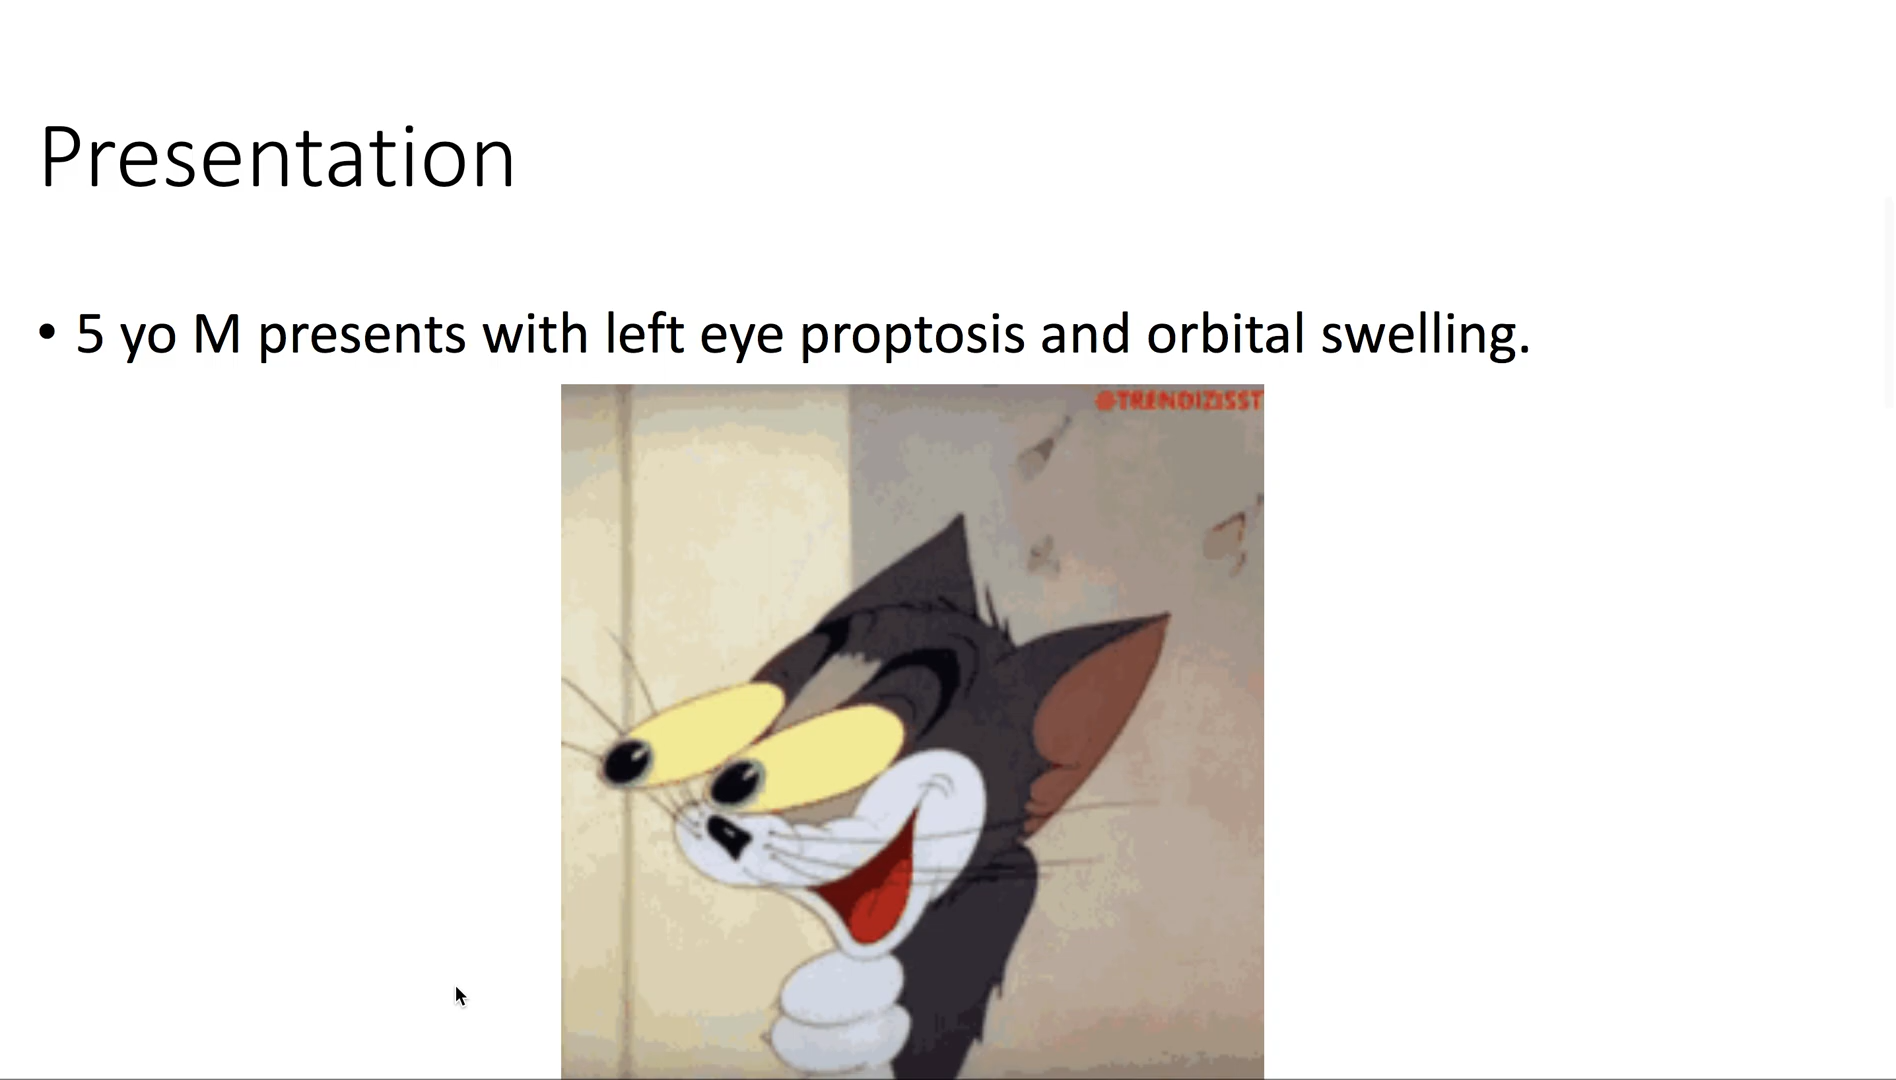 Presentation
• 5 yo M presents with left eye proptosis and orbital swelling.
@TRENDIZISST